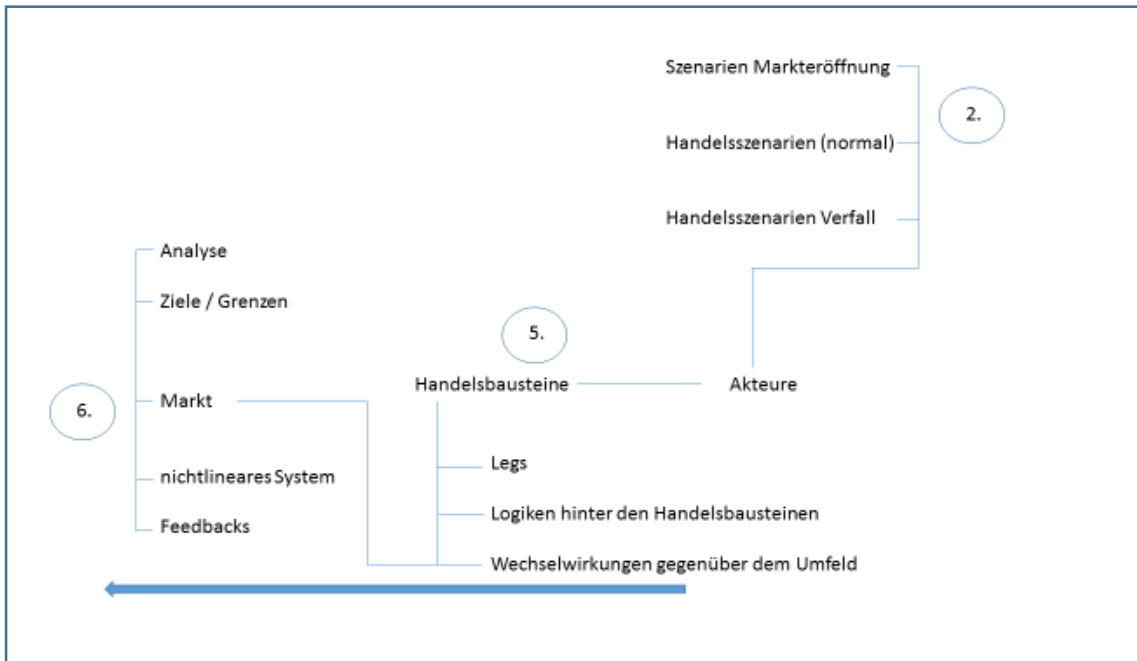 Szenarien Markteröffnung
2.
Handelsszenarien (normal)
Handelsszenarien Verfall
Analyse
Ziele / Grenzen
5.
Handelsbausteine
Akteure
6.
Markt
Legs
nichtlineares System
Logiken hinter den Handelsbausteinen
Feedbacks
Wechselwirkungen gegenüber dem Umfeld